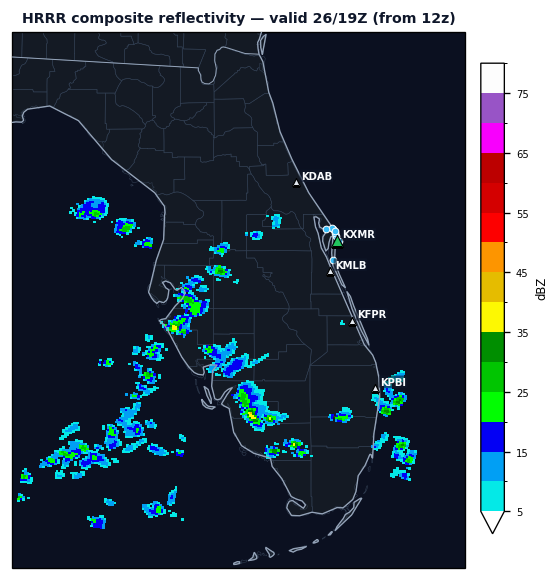 HRRR composite reflectivity — valid 26/19Z (from 12z)
KDAB
KXMR
KMLB
KFPR
KPBI
75
65
55
45
35
25
15
5
dBZ